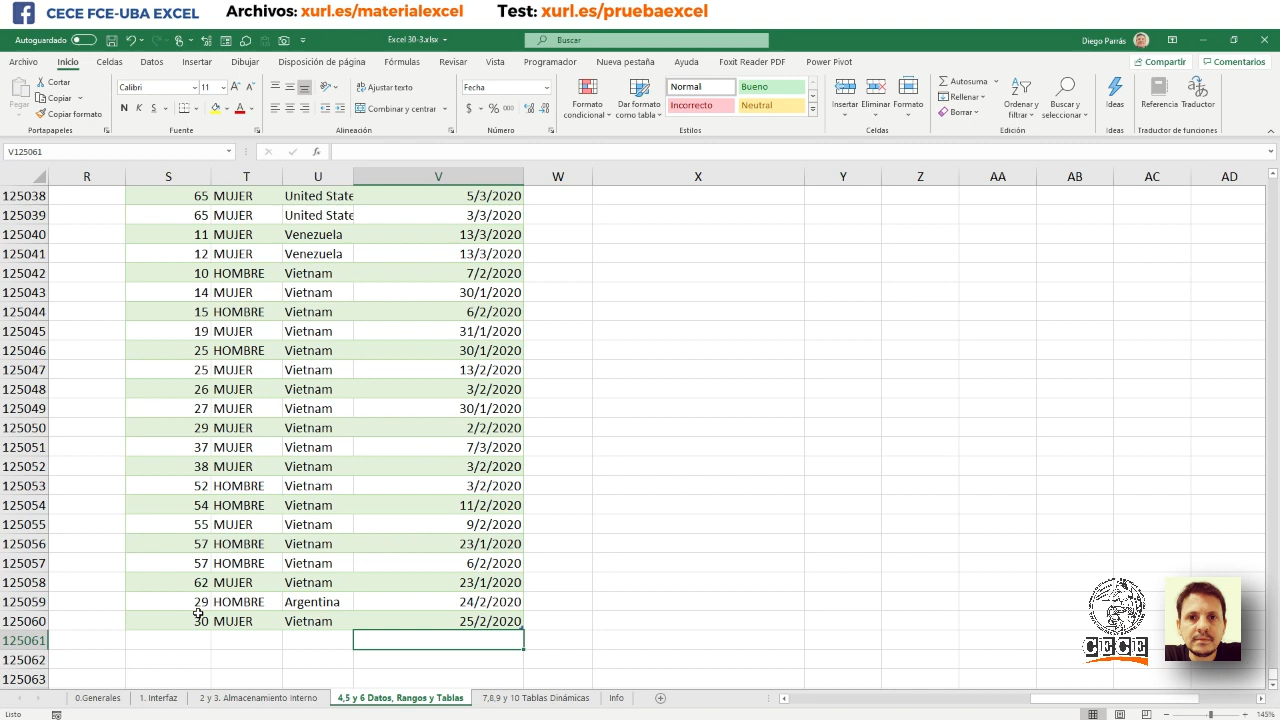 CECE FCE-UBA EXCEL Archivos: xurl.es/materialexcel Test: xurl.es/pruebaexcel
Autoguardado Excel 30-3.xlsx Buscar Diego Parrás
Archivo Inicio Celdas Datos Insertar Dibujar Disposición de página Fórmulas Revisar Vista Programador Nueva pestaña Ayuda Foxit Reader PDF Power Pivot Compartir Comentarios
Pegar Cortar Copiar Copiar formato Portapapeles
Calibri 11 N K S Fuente
Ajustar texto Combinar y centrar Alineación
Fecha $ % 000 Número
Formato condicional Dar formato como tabla Normal Bueno Incorrecto Neutral Estilos
Insertar Eliminar Formato Celdas
Autosuma Rellenar Borrar Ordenar y filtrar Buscar y seleccionar Edición
Ideas Ideas
Referencia Traductor Traductor de funciones
V125061 fx
R S T U V W X Y Z AA AB AC AD
125038 65 MUJER United State 5/3/2020
125039 65 MUJER United State 3/3/2020
125040 11 MUJER Venezuela 13/3/2020
125041 12 MUJER Venezuela 13/3/2020
125042 10 HOMBRE Vietnam 7/2/2020
125043 14 MUJER Vietnam 30/1/2020
125044 15 HOMBRE Vietnam 6/2/2020
125045 19 MUJER Vietnam 31/1/2020
125046 25 HOMBRE Vietnam 30/1/2020
125047 25 MUJER Vietnam 13/2/2020
125048 26 MUJER Vietnam 3/2/2020
125049 27 MUJER Vietnam 30/1/2020
125050 29 MUJER Vietnam 2/2/2020
125051 37 MUJER Vietnam 7/3/2020
125052 38 MUJER Vietnam 3/2/2020
125053 52 HOMBRE Vietnam 3/2/2020
125054 54 HOMBRE Vietnam 11/2/2020
125055 55 MUJER Vietnam 9/2/2020
125056 57 HOMBRE Vietnam 23/1/2020
125057 57 HOMBRE Vietnam 6/2/2020
125058 62 MUJER Vietnam 23/1/2020
125059 29 HOMBRE Argentina 24/2/2020
125060 30 MUJER Vietnam 25/2/2020
125061
125062
125063
CECE
0.Generales 1. Interfaz 2 y 3. Almacenamiento Interno 4,5 y 6 Datos, Rangos y Tablas 7,8,9 y 10 Tablas Dinámicas Info
Listo 145%